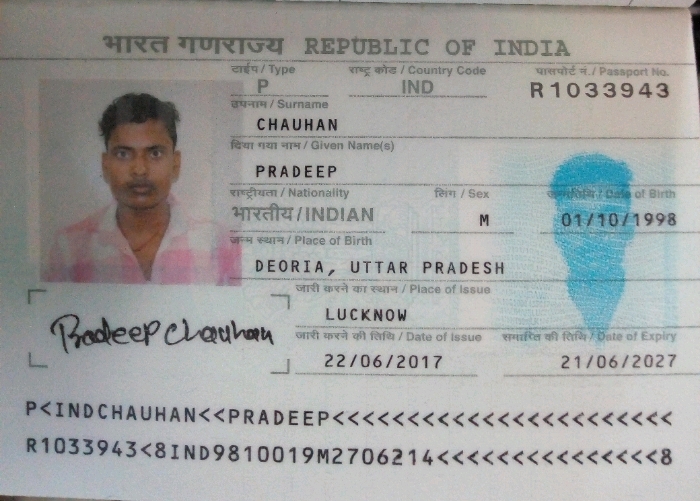 भारत गणराज्य REPUBLIC OF INDIA
टाईप / Type राष्ट्र कोड / Country Code पासपोर्ट नं. / Passport No.
P IND R1033943
उपनाम / Surname
CHAUHAN
दिया गया नाम / Given Name(s)
PRADEEP
राष्ट्रीयता / Nationality लिंग / Sex जन्मतिथि / Date of Birth
भारतीय / INDIAN M 01/10/1998
जन्म स्थान / Place of Birth
DEORIA, UTTAR PRADESH
जारी करने का स्थान / Place of Issue
LUCKNOW
Pradeep chauhan
जारी करने की तिथि / Date of Issue समाप्ति की तिथि / Date of Expiry
22/06/2017 21/06/2027
P<INDCHAUHAN<<PRADEEP<<<<<<<<<<<<<<<<<<<<<<<
R1033943<8IND9810019M2706214<<<<<<<<<<<<<<<8